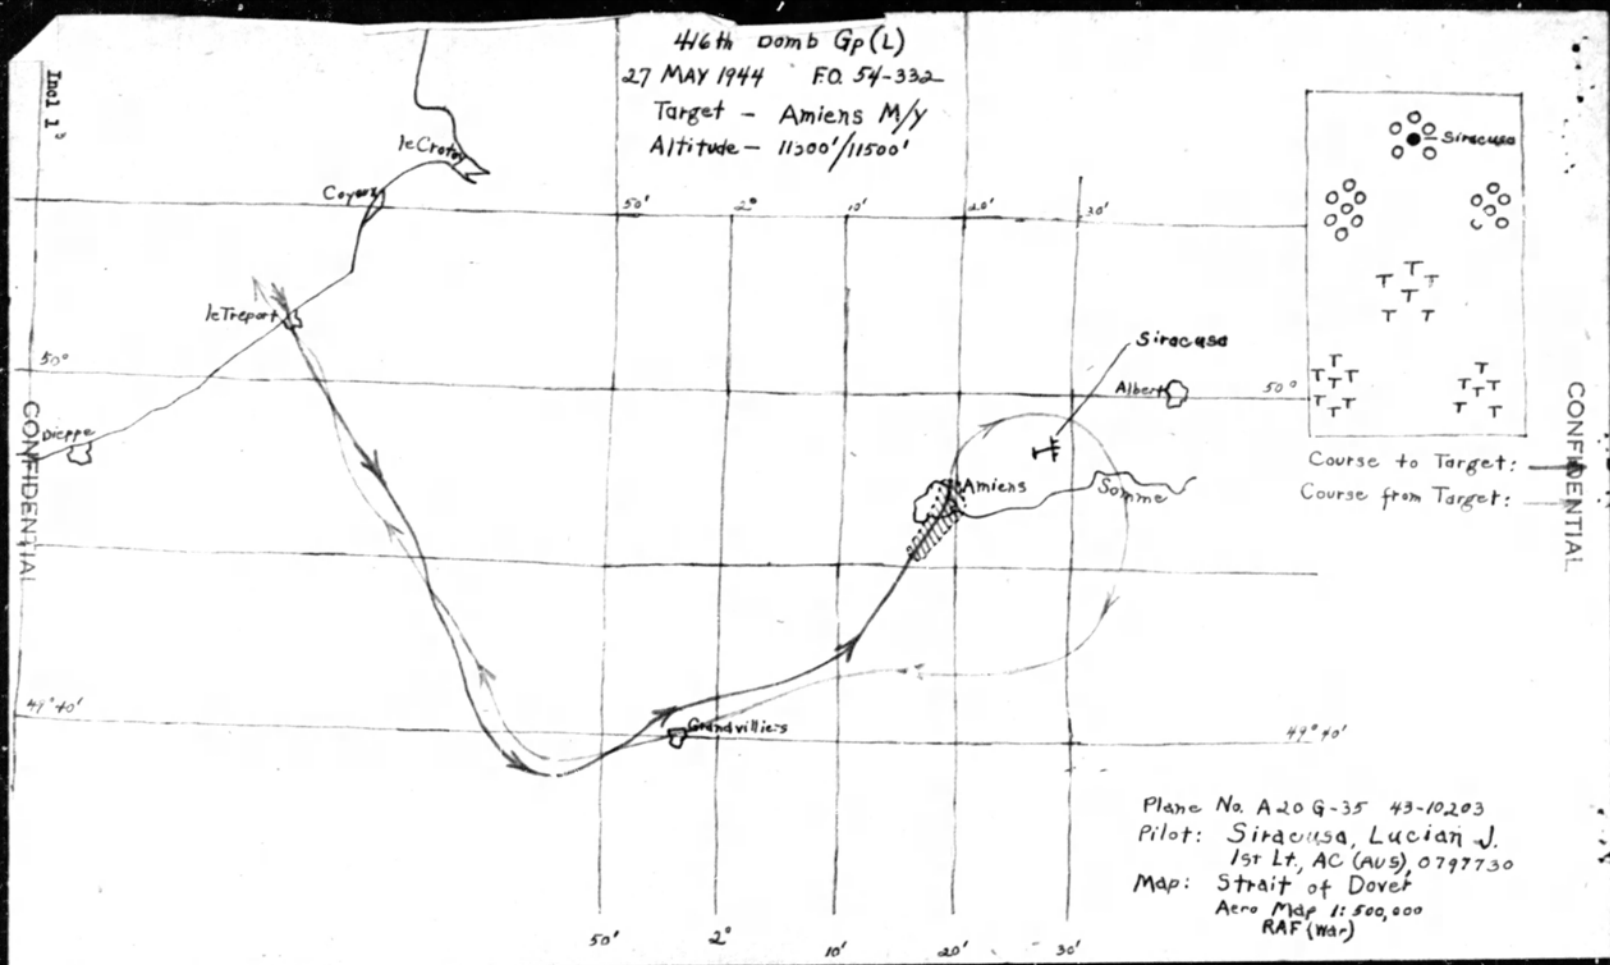 Incl 1
416th Bomb Gp (L)
27 MAY 1944 F.O. 54-332
Target - Amiens M/y
Altitude - 11200'/11500'
le Crotoy
Cayeux
50' 2° 10' 20' 30'
Siracusa
le Treport
50°
Siracusa
Albert
50°
Dieppe
CONFIDENTIAL
CONFIDENTIAL
Course to Target:
Course from Target:
Amiens
Somme
49° 40'
Grandvilliers
49° 40'
Plane No. A20 G-35 43-10203
Pilot: Siracusa, Lucian J.
1st Lt., AC (AUS), 0797730
Map: Strait of Dover
Aero Map 1:500,000
RAF (War)
50' 2° 10' 20' 30'